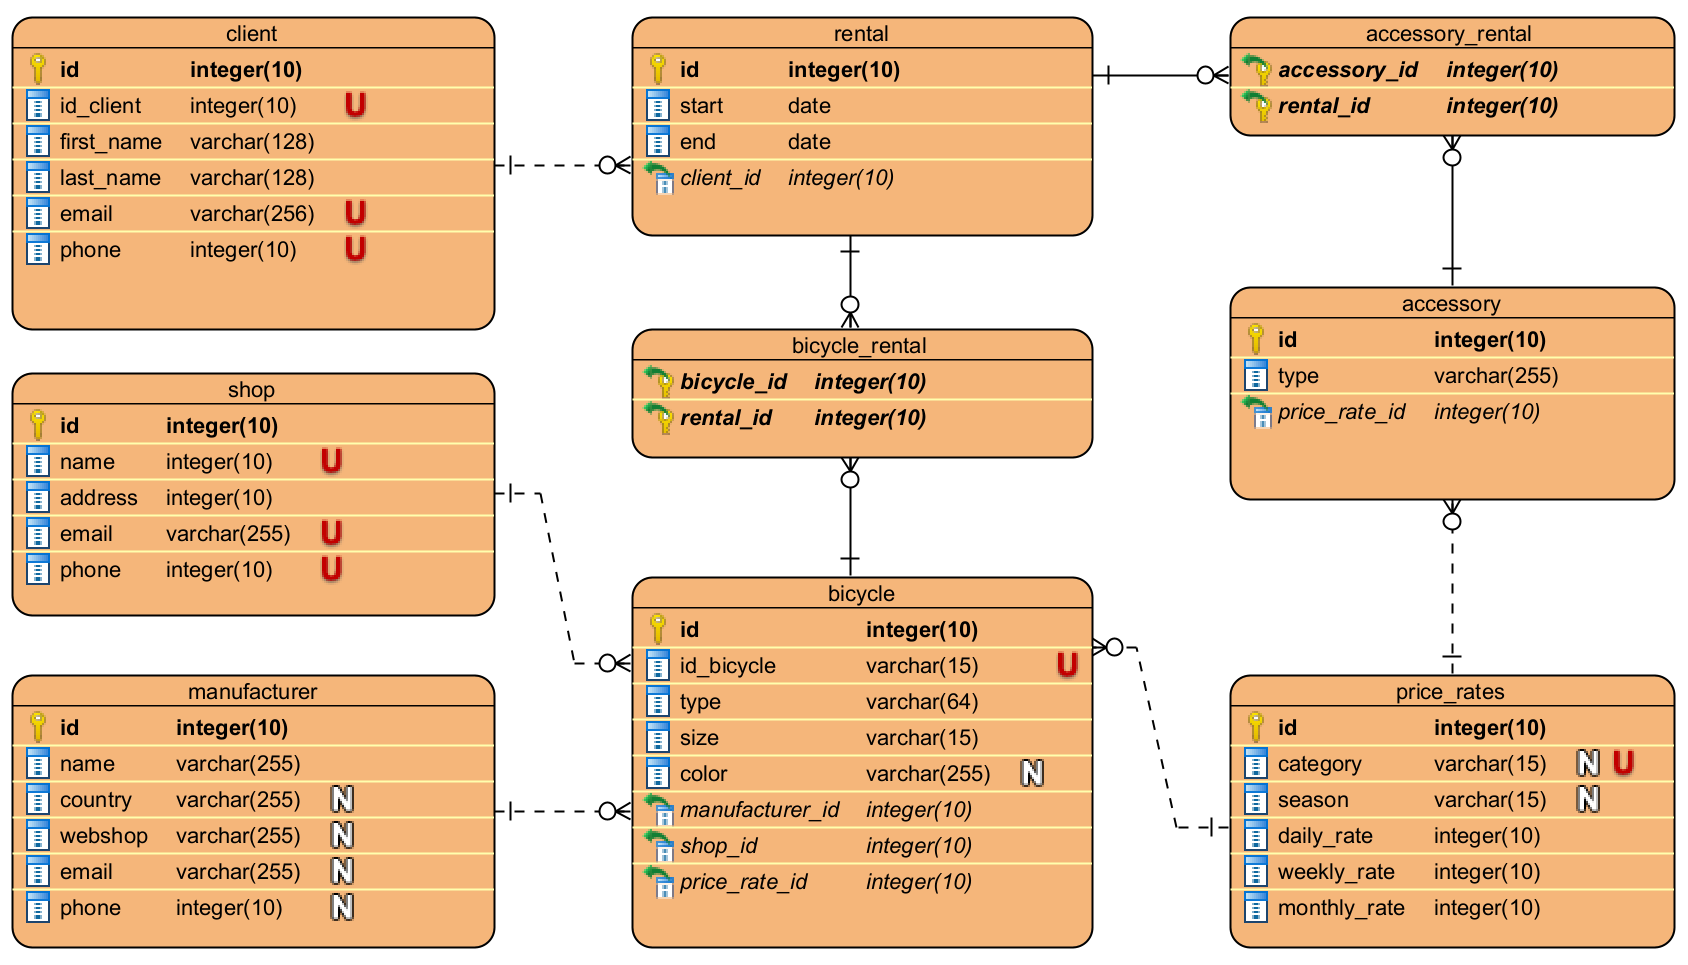 client
id integer(10)
id_client integer(10) U
first_name varchar(128)
last_name varchar(128)
email varchar(256) U
phone integer(10) U
rental
id integer(10)
start date
end date
client_id integer(10)
accessory_rental
accessory_id integer(10)
rental_id integer(10)
shop
id integer(10)
name integer(10) U
address integer(10)
email varchar(255) U
phone integer(10) U
bicycle_rental
bicycle_id integer(10)
rental_id integer(10)
accessory
id integer(10)
type varchar(255)
price_rate_id integer(10)
manufacturer
id integer(10)
name varchar(255)
country varchar(255) N
webshop varchar(255) N
email varchar(255) N
phone integer(10) N
bicycle
id integer(10)
id_bicycle varchar(15) U
type varchar(64)
size varchar(15)
color varchar(255) N
manufacturer_id integer(10)
shop_id integer(10)
price_rate_id integer(10)
price_rates
id integer(10)
category varchar(15) N U
season varchar(15) N
daily_rate integer(10)
weekly_rate integer(10)
monthly_rate integer(10)